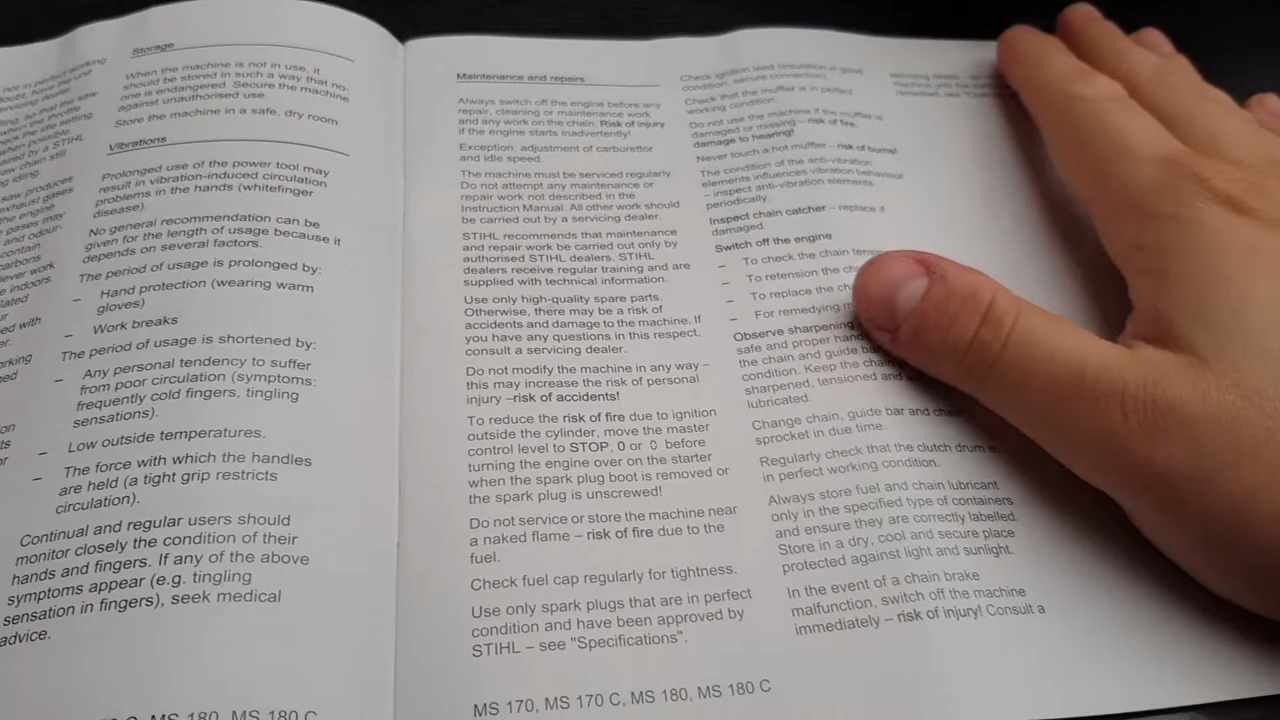 not in perfect working
Storage
When the machine is not in use, it
should be stored in such a way that no-
one is endangered. Secure the machine
against unauthorised use.
Store the machine in a safe, dry room.
Vibrations
Prolonged use of the power tool may
result in vibration-induced circulation
problems in the hands (whitefinger
disease).
No general recommendation can be
given for the length of usage because it
depends on several factors.
The period of usage is prolonged by:
– Hand protection (wearing warm
gloves)
– Work breaks
The period of usage is shortened by:
– Any personal tendency to suffer
from poor circulation (symptoms:
frequently cold fingers, tingling
sensations).
– Low outside temperatures.
– The force with which the handles
are held (a tight grip restricts
circulation).
Continual and regular users should
monitor closely the condition of their
hands and fingers. If any of the above
symptoms appear (e.g. tingling
sensation in fingers), seek medical
advice.
MS 180, MS 180 C
Maintenance and repairs
Always switch off the engine before any
repair, cleaning or maintenance work
and any work on the chain. Risk of injury
if the engine starts inadvertently!
Exception: adjustment of carburettor
and idle speed.
The machine must be serviced regularly.
Do not attempt any maintenance or
repair work not described in the
Instruction Manual. All other work should
be carried out by a servicing dealer.
STIHL recommends that maintenance
and repair work be carried out only by
authorised STIHL dealers. STIHL
dealers receive regular training and are
supplied with technical information.
Use only high-quality spare parts.
Otherwise, there may be a risk of
accidents and damage to the machine. If
you have any questions in this respect,
consult a servicing dealer.
Do not modify the machine in any way –
this may increase the risk of personal
injury –risk of accidents!
To reduce the risk of fire due to ignition
outside the cylinder, move the master
control level to STOP, 0 or 0 before
turning the engine over on the starter
when the spark plug boot is removed or
the spark plug is unscrewed!
Do not service or store the machine near
a naked flame – risk of fire due to the
fuel.
Check fuel cap regularly for tightness.
Use only spark plugs that are in perfect
condition and have been approved by
STIHL – see "Specifications".
Check ignition lead (insulation in good
condition, secure connection).
Check that the muffler is in perfect
working condition.
Do not use the machine if the muffler is
damaged or missing – risk of fire,
damage to hearing!
Never touch a hot muffler – risk of burns!
The condition of the anti-vibration
elements influences vibration behaviour
– inspect anti-vibration elements
periodically.
Inspect chain catcher – replace if
damaged.
Switch off the engine
– To check the chain
– To retension the
– To replace the
– For remedying
Observe sharpening
safe and proper
the chain and guide
condition. Keep the chain
sharpened, tensioned and
lubricated.
Change chain, guide bar and
sprocket in due time.
Regularly check that the clutch drum
in perfect working condition.
Always store fuel and chain lubricant
only in the specified type of containers
and ensure they are correctly labelled.
Store in a dry, cool and secure place
protected against light and sunlight.
In the event of a chain brake
malfunction, switch off the machine
immediately – risk of injury! Consult a
MS 170, MS 170 C, MS 180, MS 180 C